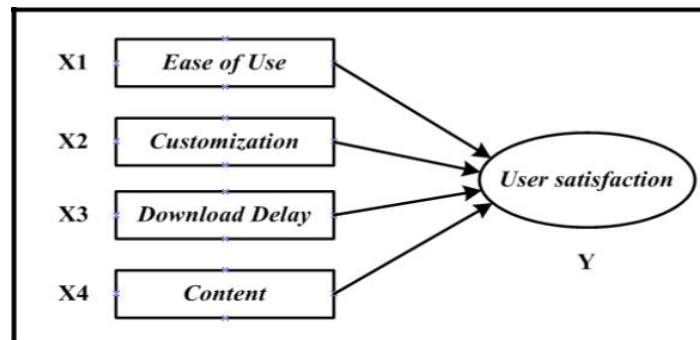 X1 Ease of Use
X2 Customization
User satisfaction
X3 Download Delay
Y
X4 Content